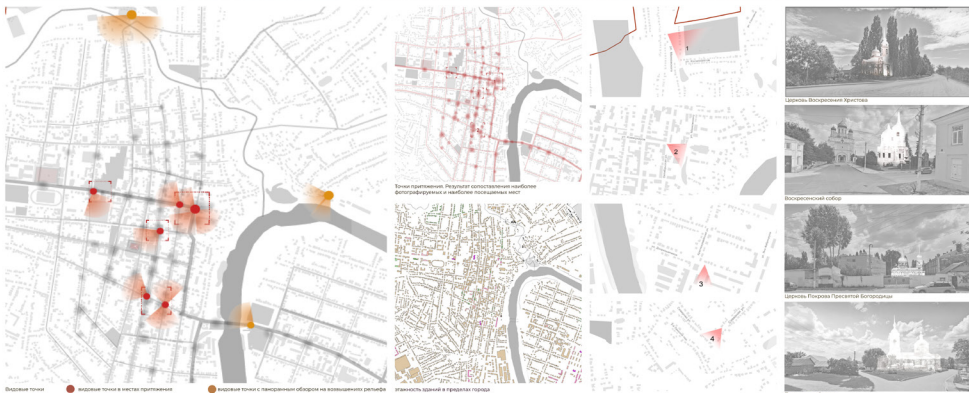 Видовые точки
видовые точки в местах притяжения
видовые точки с панорамным обзором на возвышениях рельефа
Точки притяжения. Результат сопоставления наиболее
фотографируемых и наиболее посещаемых мест
этажность зданий в пределах города
1
2
3
4
Церковь Воскресения Христова
Воскресенский собор
Церковь Покрова Пресвятой Богородицы